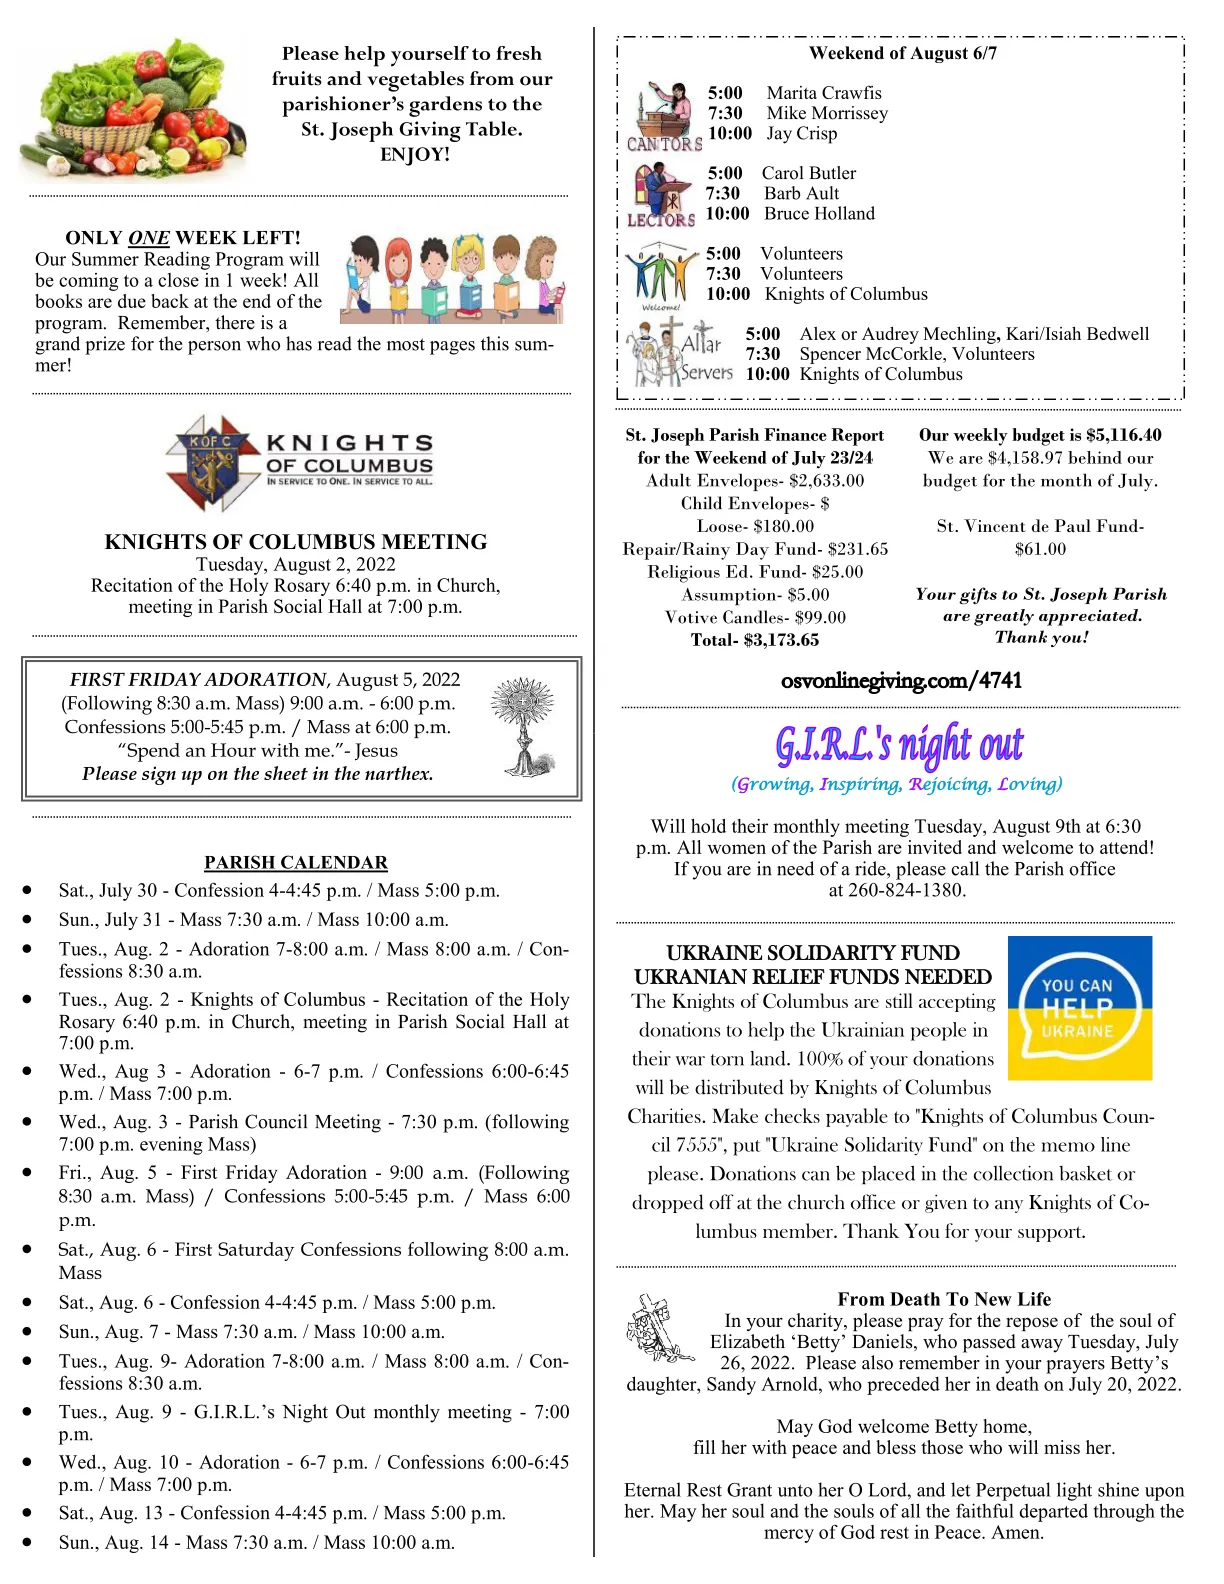 Please help yourself to fresh
fruits and vegetables from our
parishioner's gardens to the
St. Joseph Giving Table.
ENJOY!
ONLY ONE WEEK LEFT!
Our Summer Reading Program will
be coming to a close in 1 week! All
books are due back at the end of the
program.  Remember, there is a
grand prize for the person who has read the most pages this sum-
mer!
K OF C
KNIGHTS
OF COLUMBUS
IN SERVICE TO ONE. IN SERVICE TO ALL.
KNIGHTS OF COLUMBUS MEETING
Tuesday, August 2, 2022
Recitation of the Holy Rosary 6:40 p.m. in Church,
meeting in Parish Social Hall at 7:00 p.m.
FIRST FRIDAY ADORATION, August 5, 2022
(Following 8:30 a.m. Mass) 9:00 a.m. - 6:00 p.m.
Confessions 5:00-5:45 p.m. / Mass at 6:00 p.m.
“Spend an Hour with me.”- Jesus
Please sign up on the sheet in the narthex.
PARISH CALENDAR
• Sat., July 30 - Confession 4-4:45 p.m. / Mass 5:00 p.m.
• Sun., July 31 - Mass 7:30 a.m. / Mass 10:00 a.m.
• Tues., Aug. 2 - Adoration 7-8:00 a.m. / Mass 8:00 a.m. / Con-
fessions 8:30 a.m.
• Tues., Aug. 2 - Knights of Columbus - Recitation of the Holy
Rosary 6:40 p.m. in Church, meeting in Parish Social Hall at
7:00 p.m.
• Wed., Aug 3 - Adoration - 6-7 p.m. / Confessions 6:00-6:45
p.m. / Mass 7:00 p.m.
• Wed., Aug. 3 - Parish Council Meeting - 7:30 p.m. (following
7:00 p.m. evening Mass)
• Fri., Aug. 5 - First Friday Adoration - 9:00 a.m. (Following
8:30 a.m. Mass) / Confessions 5:00-5:45 p.m. / Mass 6:00
p.m.
• Sat., Aug. 6 - First Saturday Confessions following 8:00 a.m.
Mass
• Sat., Aug. 6 - Confession 4-4:45 p.m. / Mass 5:00 p.m.
• Sun., Aug. 7 - Mass 7:30 a.m. / Mass 10:00 a.m.
• Tues., Aug. 9- Adoration 7-8:00 a.m. / Mass 8:00 a.m. / Con-
fessions 8:30 a.m.
• Tues., Aug. 9 - G.I.R.L.’s Night Out monthly meeting - 7:00
p.m.
• Wed., Aug. 10 - Adoration - 6-7 p.m. / Confessions 6:00-6:45
p.m. / Mass 7:00 p.m.
• Sat., Aug. 13 - Confession 4-4:45 p.m. / Mass 5:00 p.m.
• Sun., Aug. 14 - Mass 7:30 a.m. / Mass 10:00 a.m.
Weekend of August 6/7
CANTORS
5:00 Marita Crawfis
7:30 Mike Morrissey
10:00 Jay Crisp
LECTORS
5:00 Carol Butler
7:30 Barb Ault
10:00 Bruce Holland
Welcome!
5:00 Volunteers
7:30 Volunteers
10:00 Knights of Columbus
Altar
Servers
5:00 Alex or Audrey Mechling, Kari/Isiah Bedwell
7:30 Spencer McCorkle, Volunteers
10:00 Knights of Columbus
St. Joseph Parish Finance Report
for the Weekend of July 23/24
Adult Envelopes- $2,633.00
Child Envelopes- $
Loose- $180.00
Repair/Rainy Day Fund- $231.65
Religious Ed. Fund- $25.00
Assumption- $5.00
Votive Candles- $99.00
Total- $3,173.65
Our weekly budget is $5,116.40
We are $4,158.97 behind our
budget for the month of July.
St. Vincent de Paul Fund-
$61.00
Your gifts to St. Joseph Parish
are greatly appreciated.
Thank you!
osvonlinegiving.com/4741
G.I.R.L.'s night out
(Growing, Inspiring, Rejoicing, Loving)
Will hold their monthly meeting Tuesday, August 9th at 6:30
p.m. All women of the Parish are invited and welcome to attend!
If you are in need of a ride, please call the Parish office
at 260-824-1380.
UKRAINE SOLIDARITY FUND
UKRANIAN RELIEF FUNDS NEEDED
YOU CAN
HELP
UKRAINE
The Knights of Columbus are still accepting
donations to help the Ukrainian people in
their war torn land. 100% of your donations
will be distributed by Knights of Columbus
Charities. Make checks payable to "Knights of Columbus Coun-
cil 7555", put "Ukraine Solidarity Fund" on the memo line
please. Donations can be placed in the collection basket or
dropped off at the church office or given to any Knights of Co-
lumbus member. Thank You for your support.
From Death To New Life
In your charity, please pray for the repose of  the soul of
Elizabeth ‘Betty’ Daniels, who passed away Tuesday, July
26, 2022.  Please also remember in your prayers Betty’s
daughter, Sandy Arnold, who preceded her in death on July 20, 2022.
May God welcome Betty home,
fill her with peace and bless those who will miss her.
Eternal Rest Grant unto her O Lord, and let Perpetual light shine upon
her. May her soul and the souls of all the faithful departed through the
mercy of God rest in Peace. Amen.